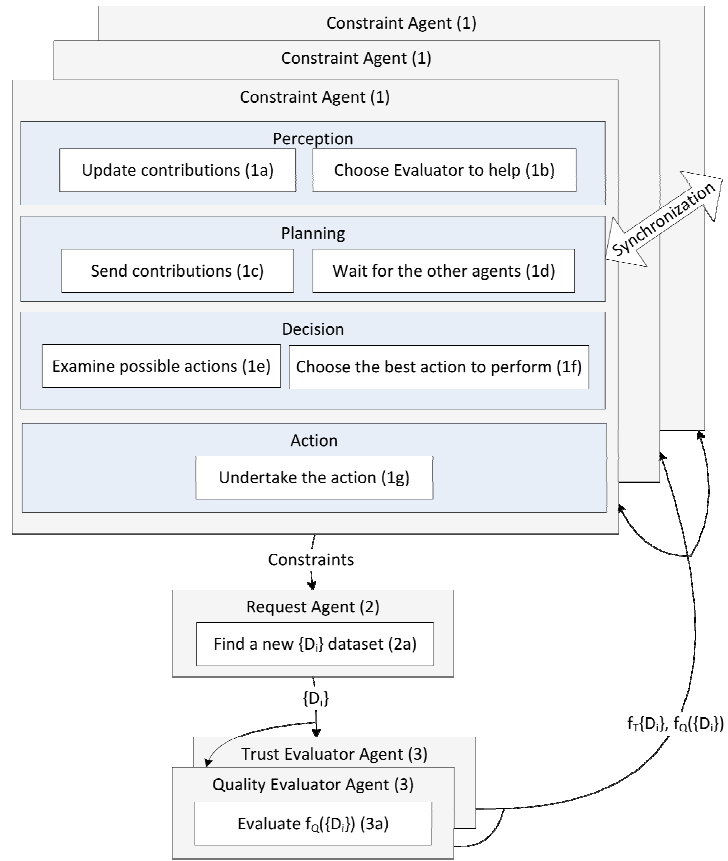 Constraint Agent (1)
Constraint Agent (1)
Constraint Agent (1)
Perception
Update contributions (1a)
Choose Evaluator to help (1b)
Synchronization
Planning
Send contributions (1c)
Wait for the other agents (1d)
Decision
Examine possible actions (1e)
Choose the best action to perform (1f)
Action
Undertake the action (1g)
Constraints
Request Agent (2)
Find a new {Dᵢ} dataset (2a)
{Dᵢ}
f_T{Dᵢ}, f_Q({Dᵢ})
Trust Evaluator Agent (3)
Quality Evaluator Agent (3)
Evaluate f_Q({Dᵢ}) (3a)